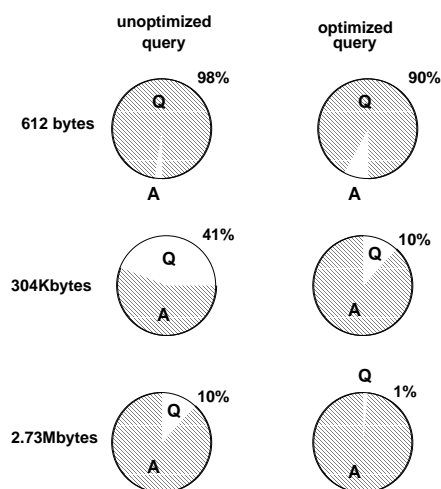 unoptimized
query
optimized
query
98%
90%
Q
Q
612 bytes
A
A
41%
10%
Q
Q
304Kbytes
A
A
Q
10%
1%
Q
2.73Mbytes
A
A